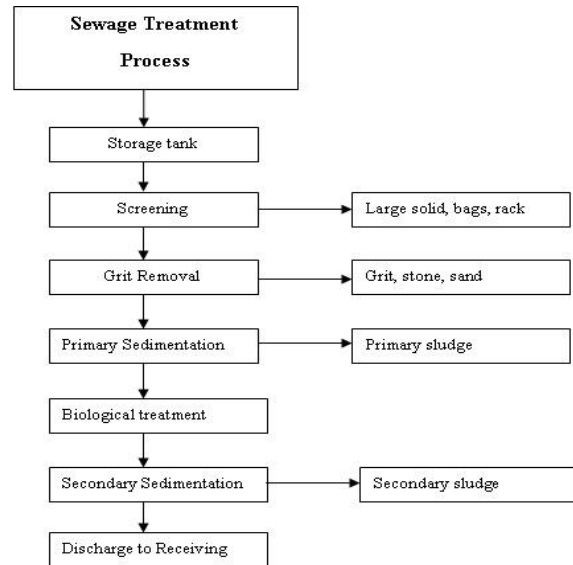 Sewage Treatment
Process
Storage tank
Screening
Large solid, bags, rack
Grit Removal
Grit, stone, sand
Primary Sedimentation
Primary sludge
Biological treatment
Secondary Sedimentation
Secondary sludge
Discharge to Receiving